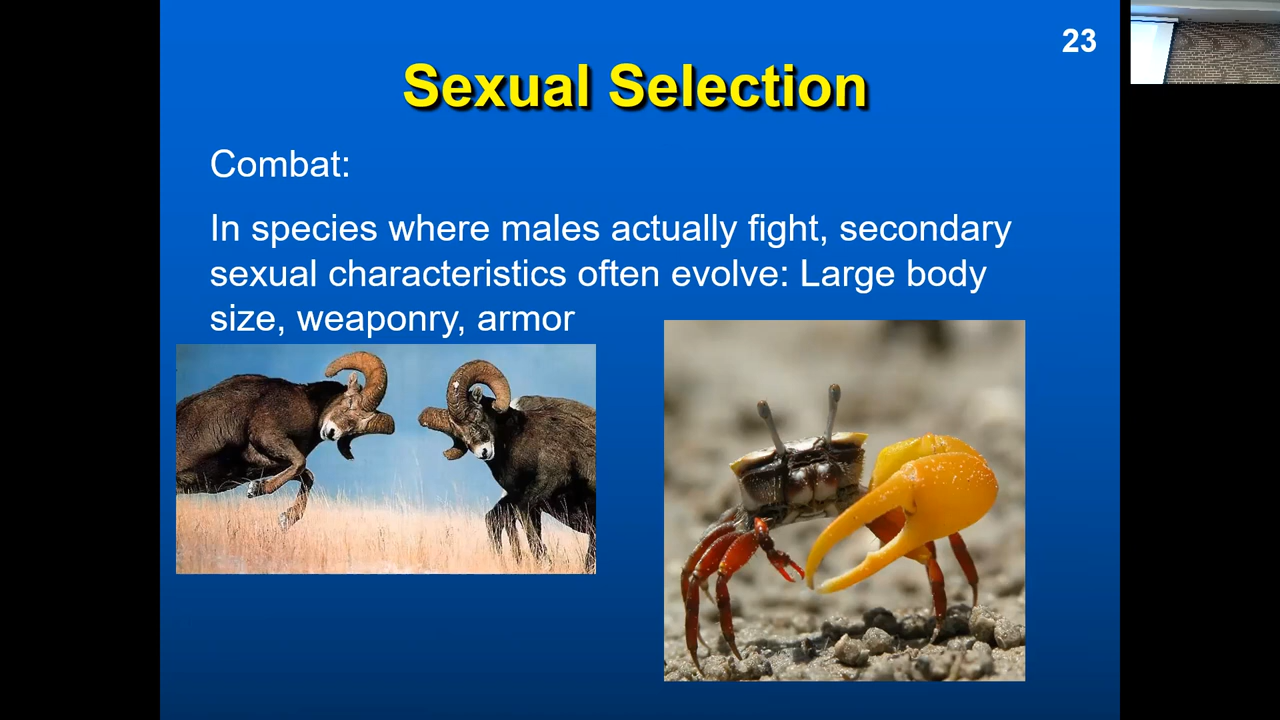 23
Sexual Selection
Combat:
In species where males actually fight, secondary
sexual characteristics often evolve: Large body
size, weaponry, armor